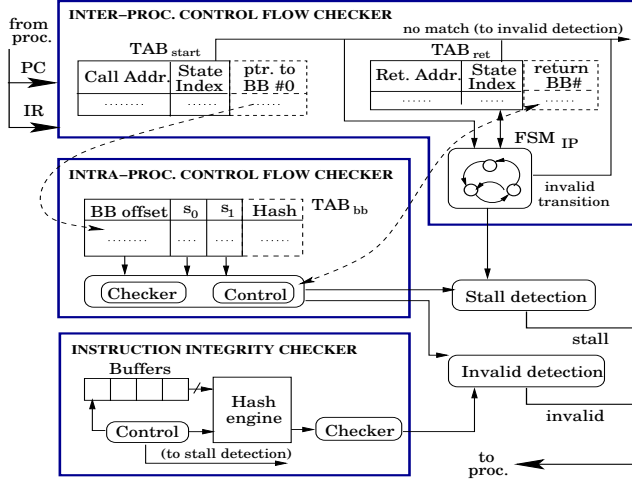 from
proc.
PC
IR
INTER−PROC. CONTROL FLOW CHECKER
no match (to invalid detection)
TAB start
Call Addr.
State
Index
ptr. to
BB #0
........
......
......
TAB ret
Ret. Addr.
State
Index
return
BB#
......
......
......
FSM IP
invalid
transition
INTRA−PROC. CONTROL FLOW CHECKER
BB offset
s0
s1
Hash
TAB bb
........
....
....
.....
Checker
Control
Stall detection
stall
INSTRUCTION INTEGRITY CHECKER
Buffers
Hash
engine
Control
Checker
(to stall detection)
Invalid detection
invalid
to
proc.